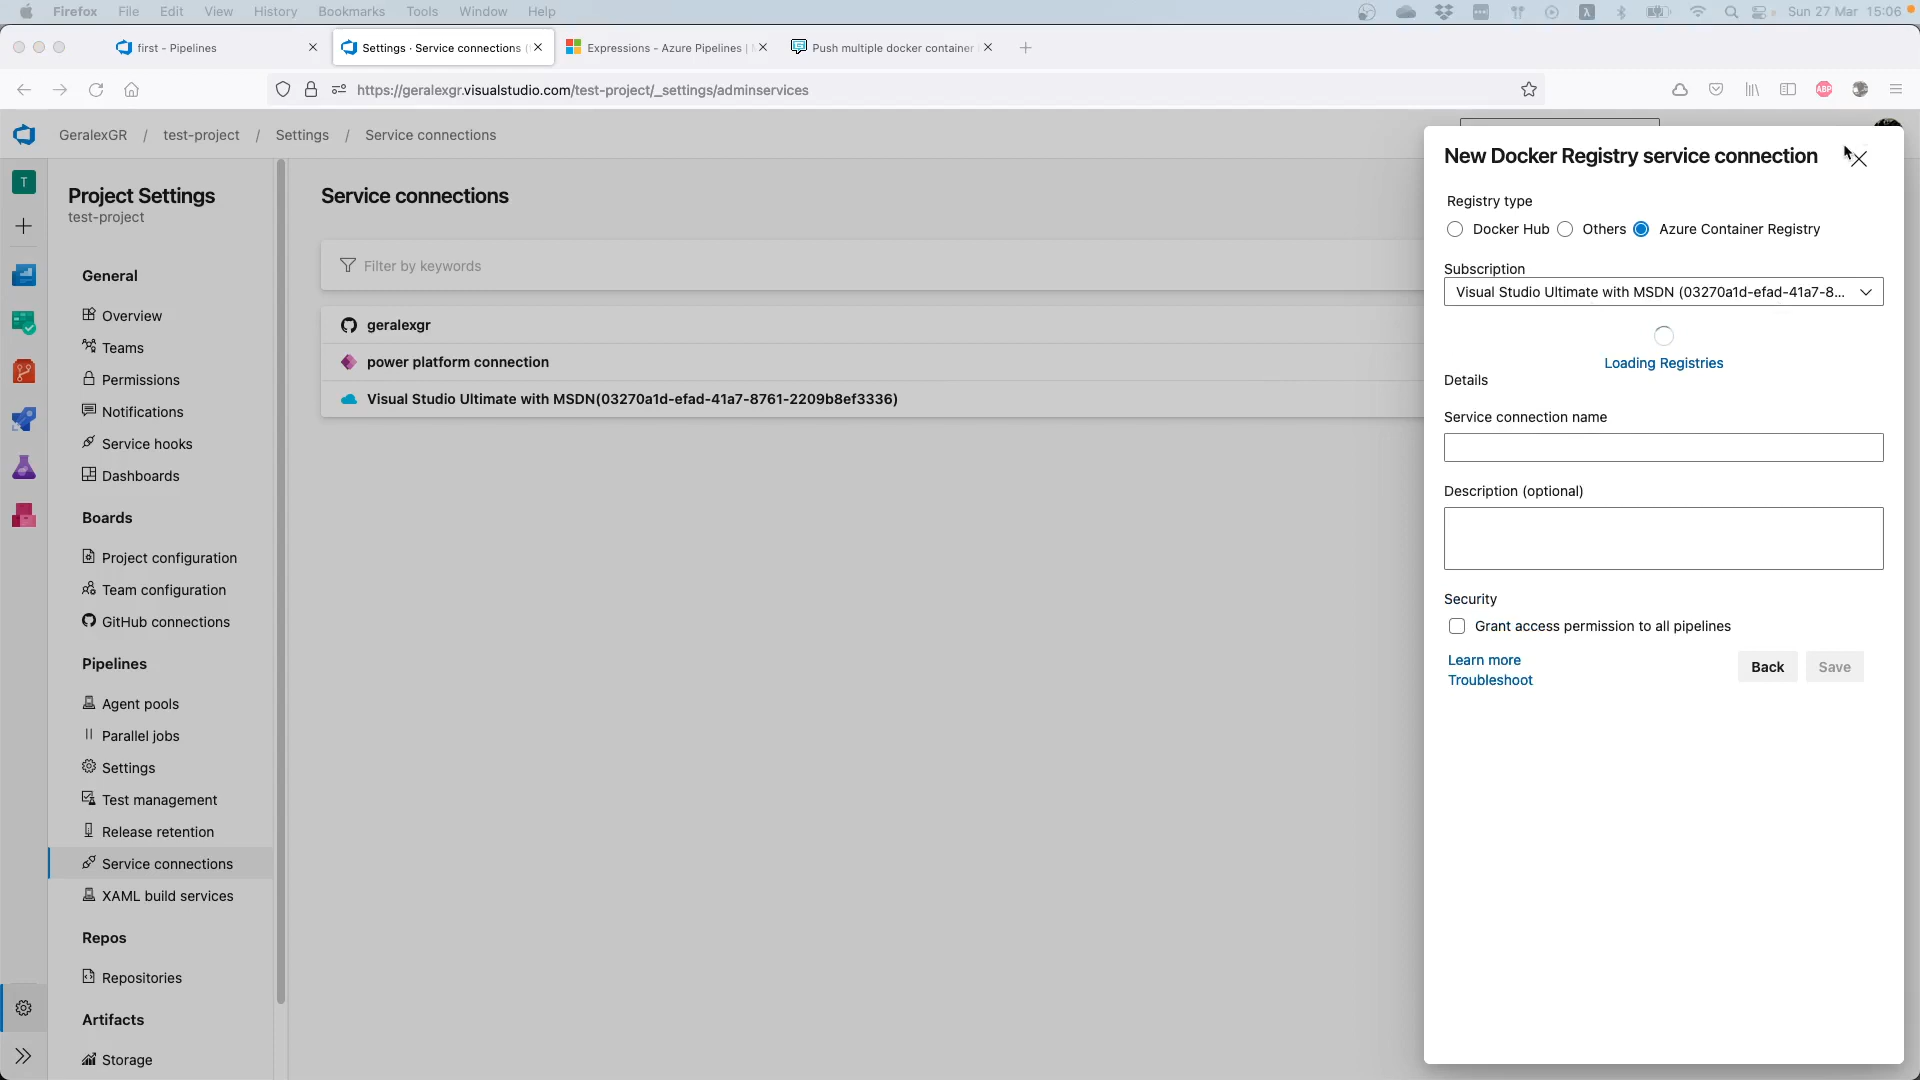 Firefox File Edit View History Bookmarks Tools Window Help
Sun 27 Mar 15:06
first - Pipelines
Settings · Service connections (
Expressions - Azure Pipelines |
Push multiple docker container
https://geralexgr.visualstudio.com/test-project/_settings/adminservices
ABP
GeralexGR / test-project / Settings / Service connections
T
Project Settings
test-project
General
Overview
Teams
Permissions
Notifications
Service hooks
Dashboards
Boards
Project configuration
Team configuration
GitHub connections
Pipelines
Agent pools
Parallel jobs
Settings
Test management
Release retention
Service connections
XAML build services
Repos
Repositories
Artifacts
Storage
Service connections
Filter by keywords
geralexgr
power platform connection
Visual Studio Ultimate with MSDN(03270a1d-efad-41a7-8761-2209b8ef3336)
New Docker Registry service connection
Registry type
Docker Hub Others Azure Container Registry
Subscription
Visual Studio Ultimate with MSDN (03270a1d-efad-41a7-8...
Loading Registries
Details
Service connection name
Description (optional)
Security
Grant access permission to all pipelines
Learn more
Troubleshoot
Back Save